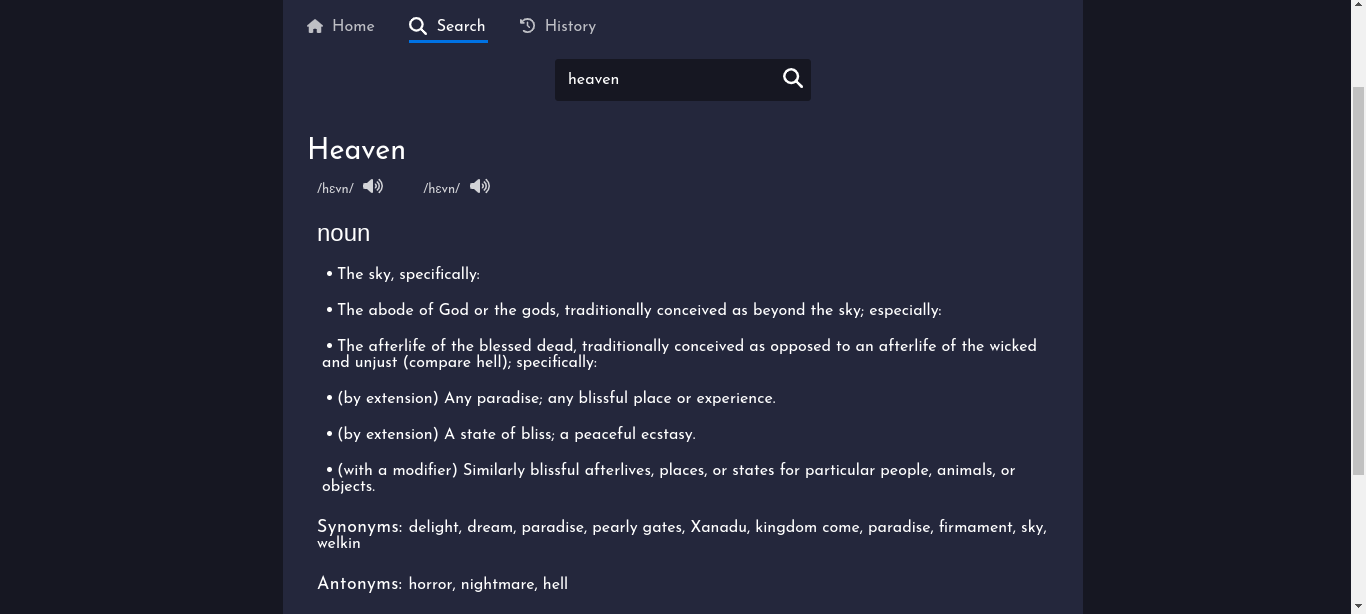 Home Search History
heaven
Heaven
/hɛvn/ /hɛvn/
noun
• The sky, specifically:
• The abode of God or the gods, traditionally conceived as beyond the sky; especially:
• The afterlife of the blessed dead, traditionally conceived as opposed to an afterlife of the wicked
and unjust (compare hell); specifically:
• (by extension) Any paradise; any blissful place or experience.
• (by extension) A state of bliss; a peaceful ecstasy.
• (with a modifier) Similarly blissful afterlives, places, or states for particular people, animals, or
objects.
Synonyms: delight, dream, paradise, pearly gates, Xanadu, kingdom come, paradise, firmament, sky,
welkin
Antonyms: horror, nightmare, hell